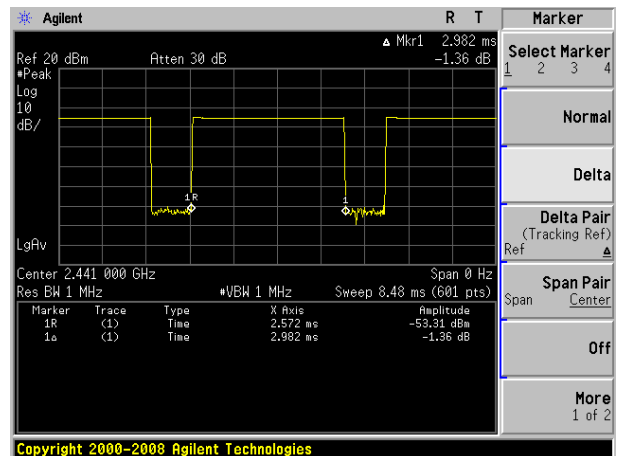 Agilent R T
Δ Mkr1 2.982 ms
Ref 20 dBm Atten 30 dB -1.36 dB
#Peak
Log
10
dB/
1R
1
LgAv
Center 2.441 000 GHz Span 0 Hz
Res BW 1 MHz #VBW 1 MHz Sweep 8.48 ms (601 pts)
Marker Trace Type X Axis Amplitude
1R (1) Time 2.572 ms -53.31 dBm
1Δ (1) Time 2.982 ms -1.36 dB
Copyright 2000-2008 Agilent Technologies
Marker
Select Marker
1 2 3 4
Normal
Delta
Delta Pair
(Tracking Ref)
Ref Δ
Span Pair
Span Center
Off
More
1 of 2